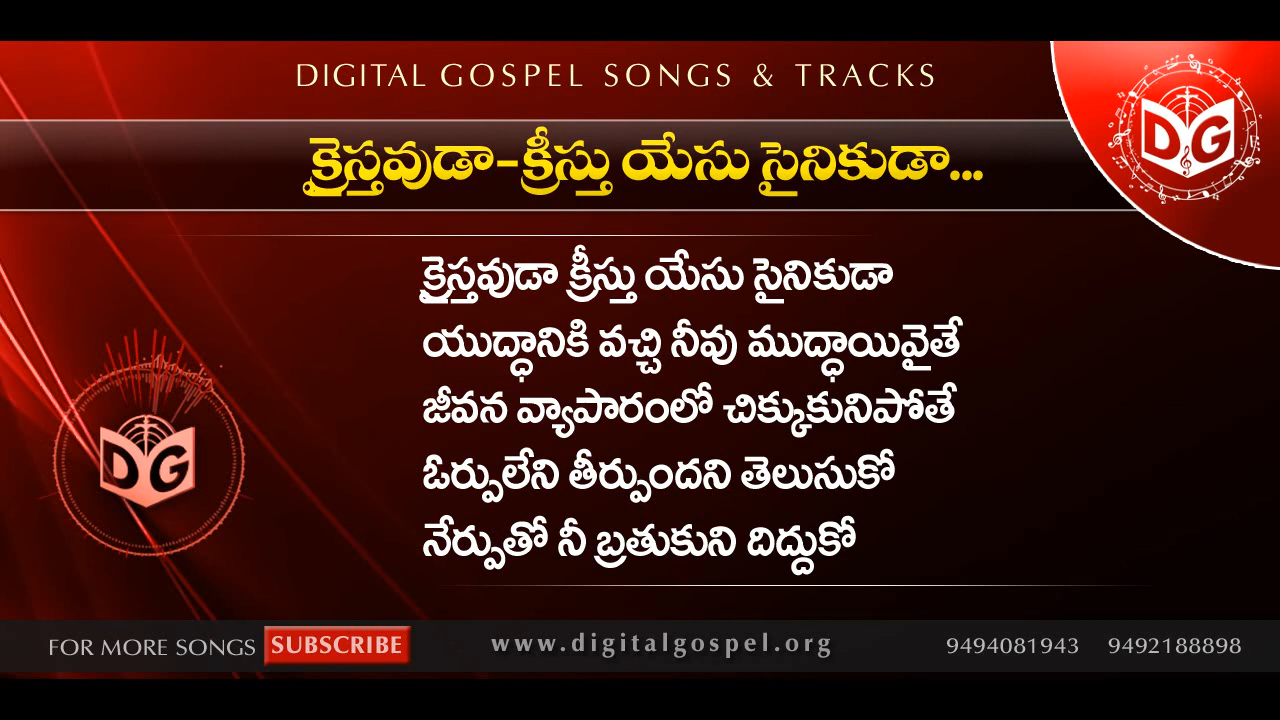 DIGITAL GOSPEL SONGS & TRACKS
DG
క్రైస్తవుడా-క్రీస్తు యేసు సైనికుడా...
క్రైస్తవుడా క్రీస్తు యేసు సైనికుడా
యుద్ధానికి వచ్చి నీవు ముద్ధాయివైతే
జీవన వ్యాపారంలో చిక్కుకునిపోతే
ఓర్పులేని తీర్పుందని తెలుసుకో
నేర్పుతో నీ బ్రతుకుని దిద్దుకో
DG
FOR MORE SONGS SUBSCRIBE www.digitalgospel.org 9494081943 9492188898